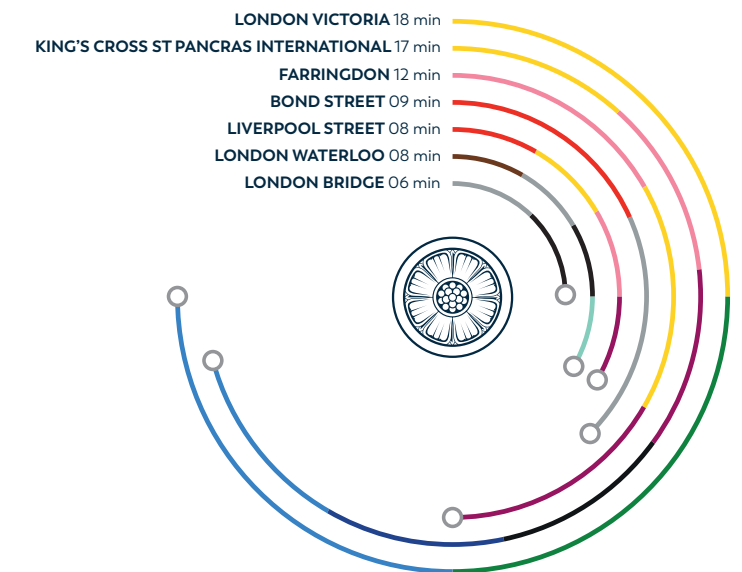 LONDON VICTORIA 18 min
KING’S CROSS ST PANCRAS INTERNATIONAL 17 min
FARRINGDON 12 min
BOND STREET 09 min
LIVERPOOL STREET 08 min
LONDON WATERLOO 08 min
LONDON BRIDGE 06 min